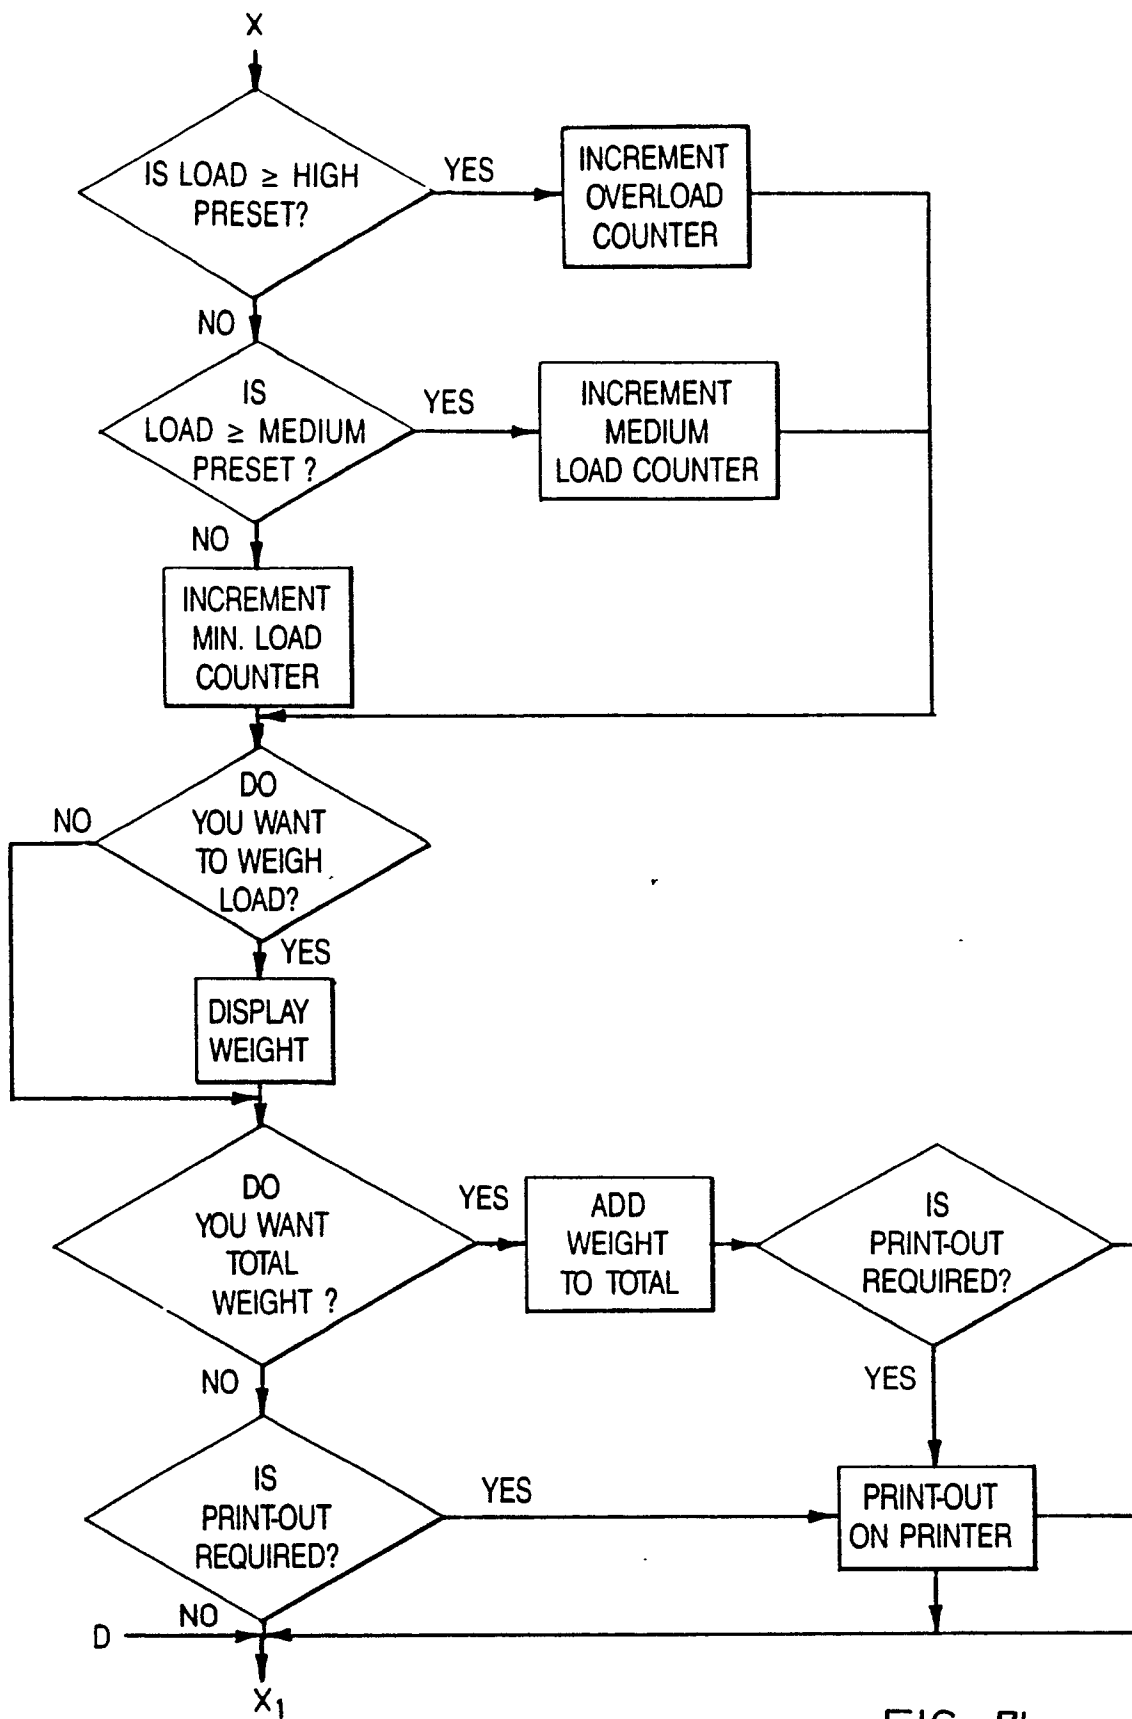 X
IS LOAD ≥ HIGH
PRESET?
YES
INCREMENT
OVERLOAD
COUNTER
NO
IS
LOAD ≥ MEDIUM
PRESET ?
YES
INCREMENT
MEDIUM
LOAD COUNTER
NO
INCREMENT
MIN. LOAD
COUNTER
DO
YOU WANT
TO WEIGH
LOAD?
NO
YES
DISPLAY
WEIGHT
DO
YOU WANT
TOTAL
WEIGHT ?
YES
ADD
WEIGHT
TO TOTAL
IS
PRINT-OUT
REQUIRED?
NO
YES
IS
PRINT-OUT
REQUIRED?
YES
PRINT-OUT
ON PRINTER
NO
D
X1